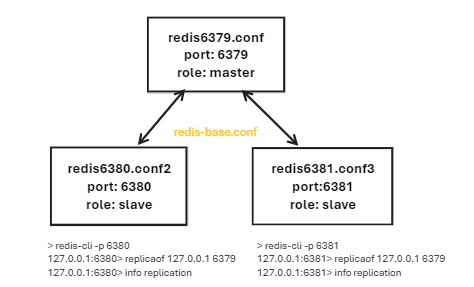 redis6379.conf
port: 6379
role: master
redis-base.conf
redis6380.conf2
port: 6380
role: slave
redis6381.conf3
port:6381
role: slave
> redis-cli -p 6380
127.0.0.1:6380> replicaof 127.0.0.1 6379
127.0.0.1:6380> info replication
> redis-cli -p 6381
127.0.0.1:6381> replicaof 127.0.0.1 6379
127.0.0.1:6381> info replication